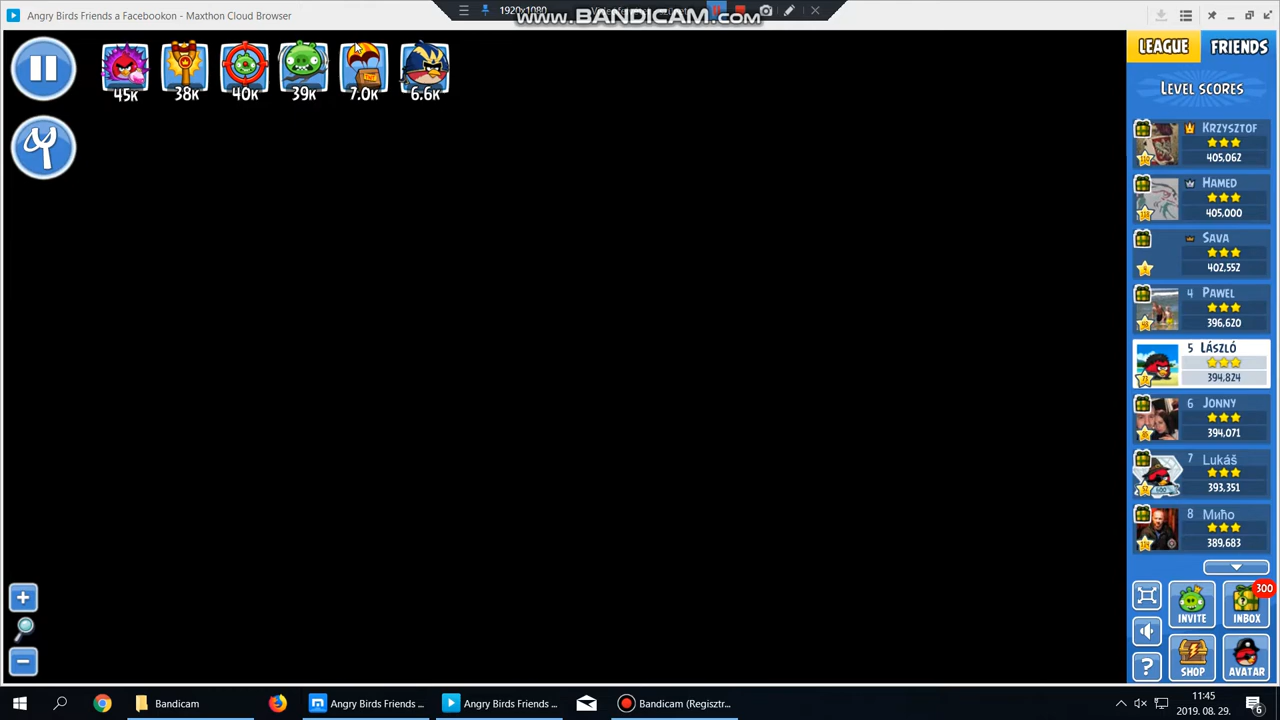 Angry Birds Friends a Facebookon - Maxthon Cloud Browser
1920x1080
www.BANDICAM.com
45K
38K
40K
39K
7.0K
6.6K
LEAGUE
FRIENDS
LEVEL SCORES
KRZYSZTOF
405,062
HAMED
405,000
SAVA
402,552
4 PAWEL
396,620
5 LÁSZLÓ
394,824
6 JONNY
394,071
7 Lukáš
393,351
8 Мићо
389,683
300
INVITE
INBOX
SHOP
AVATAR
?
Bandicam
Angry Birds Friends ...
Angry Birds Friends ...
Bandicam (Regisztr...
11:45
2019. 08. 29.
6